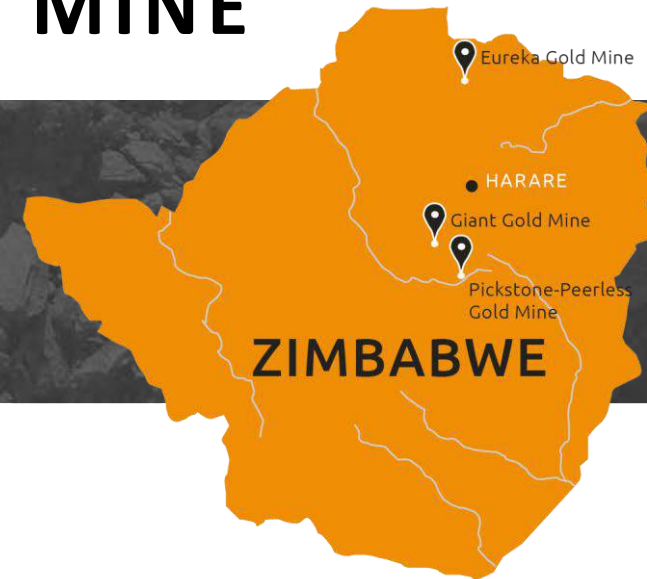 MINE
Eureka Gold Mine
HARARE
Giant Gold Mine
Pickstone-Peerless
Gold Mine
ZIMBABWE